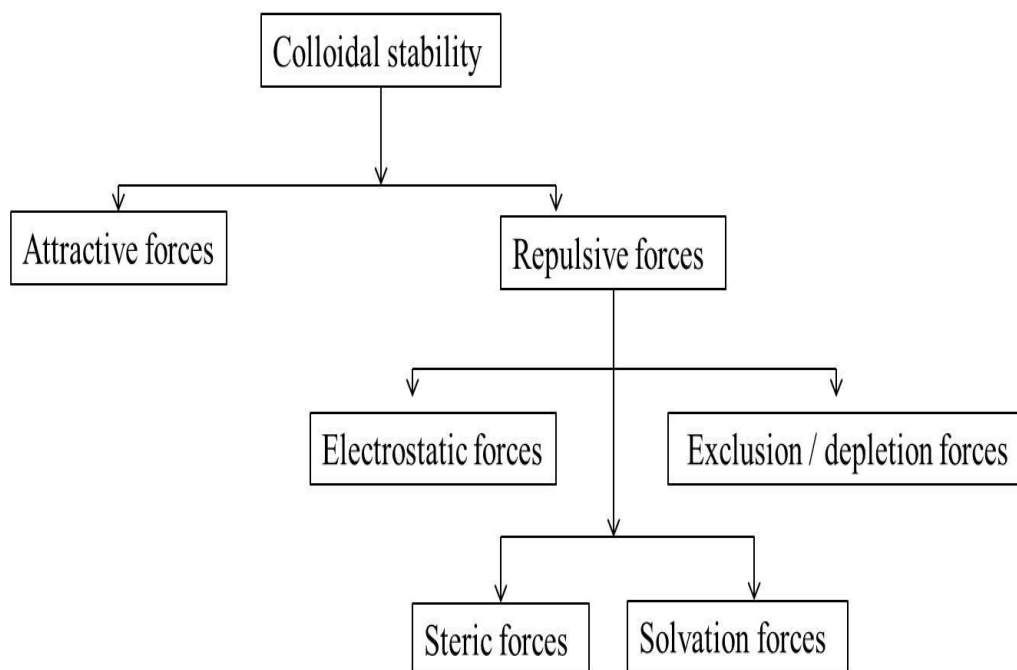 Colloidal stability
Attractive forces
Repulsive forces
Electrostatic forces
Exclusion / depletion forces
Steric forces
Solvation forces